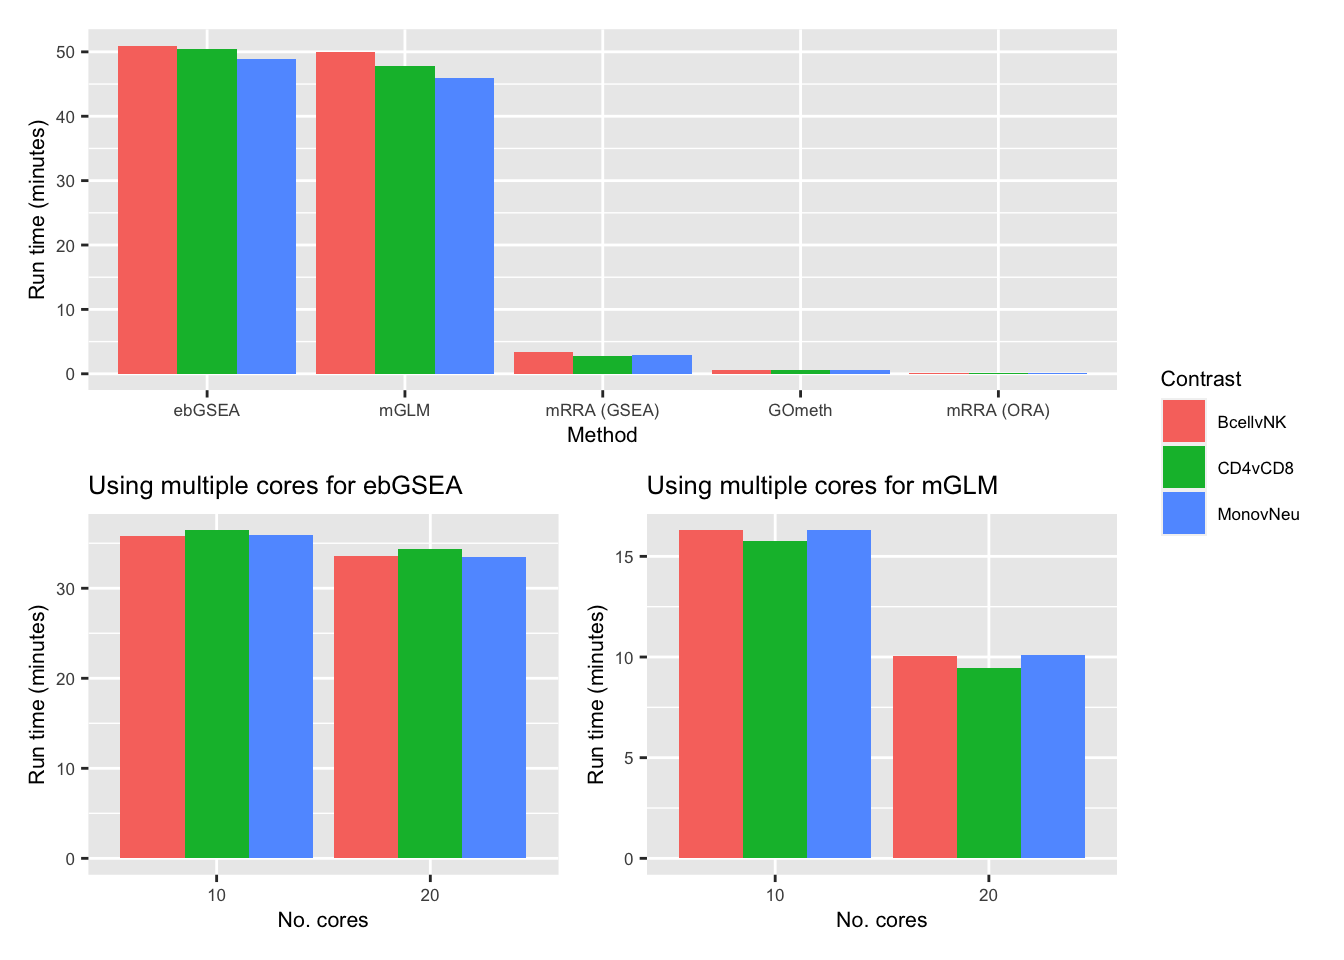 50
40
30
20
10
0
Run time (minutes)
ebGSEA
mGLM
mRRA (GSEA)
GOmeth
mRRA (ORA)
Method
Contrast
BcellvNK
CD4vCD8
MonovNeu
Using multiple cores for ebGSEA
30
20
10
0
Run time (minutes)
10
20
No. cores
Using multiple cores for mGLM
15
10
5
0
Run time (minutes)
10
20
No. cores